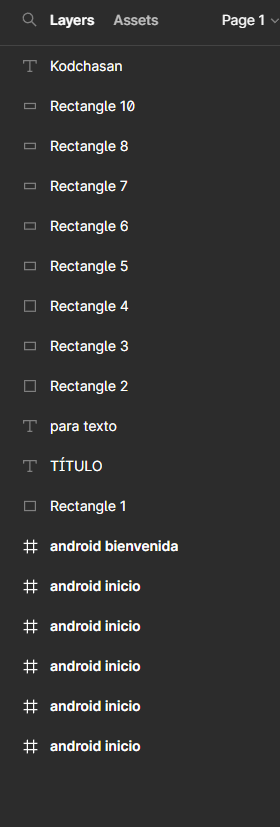 Layers Assets Page 1
Kodchasan
Rectangle 10
Rectangle 8
Rectangle 7
Rectangle 6
Rectangle 5
Rectangle 4
Rectangle 3
Rectangle 2
para texto
TÍTULO
Rectangle 1
android bienvenida
android inicio
android inicio
android inicio
android inicio
android inicio